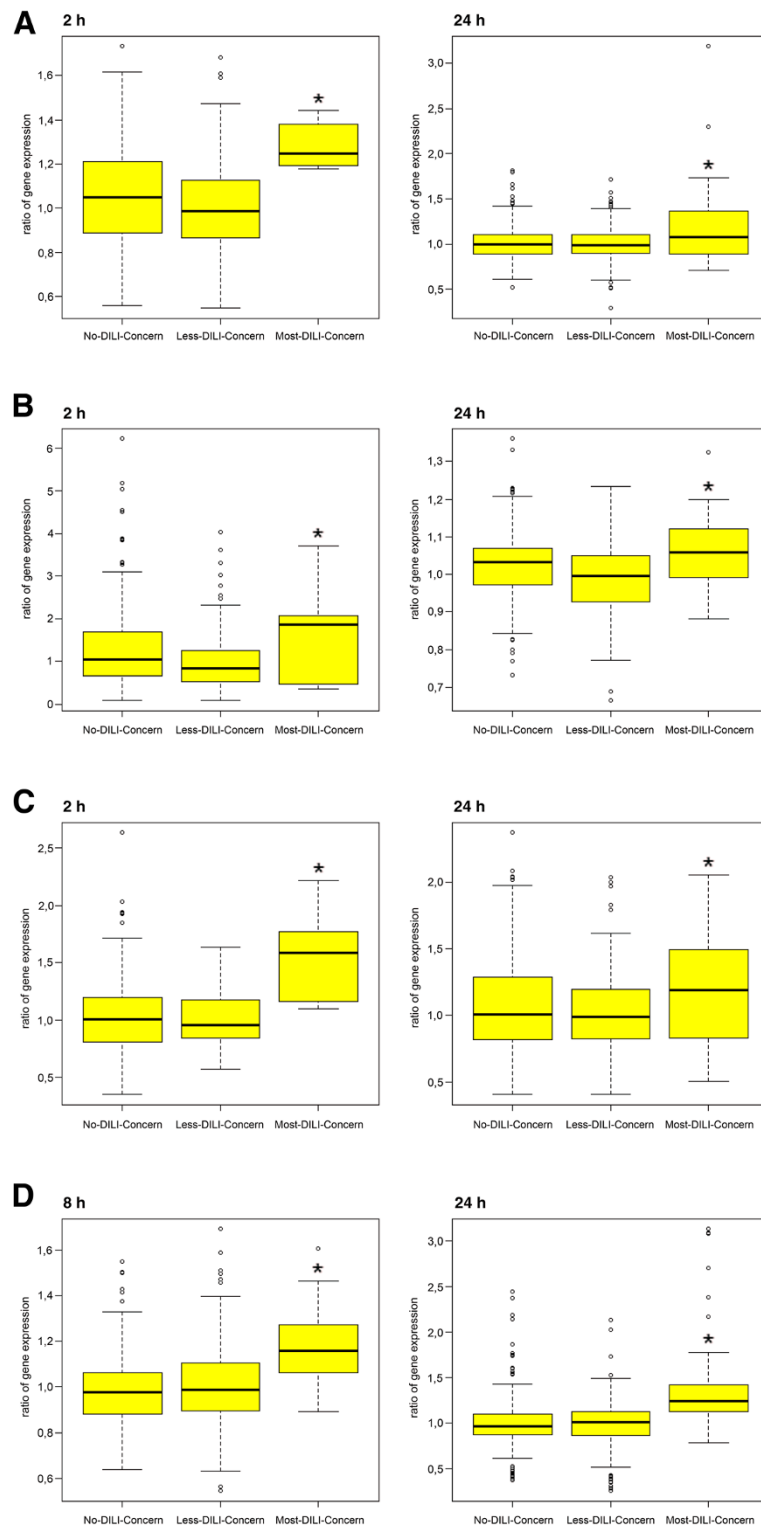 A
2 h
ratio of gene expression
1,6
1,4
1,2
1,0
0,8
0,6
*
No-DILI-Concern Less-DILI-Concern Most-DILI-Concern
24 h
ratio of gene expression
3,0
2,5
2,0
1,5
1,0
0,5
*
No-DILI-Concern Less-DILI-Concern Most-DILI-Concern
B
2 h
ratio of gene expression
6
5
4
3
2
1
0
*
No-DILI-Concern Less-DILI-Concern Most-DILI-Concern
24 h
ratio of gene expression
1,3
1,2
1,1
1,0
0,9
0,8
0,7
*
No-DILI-Concern Less-DILI-Concern Most-DILI-Concern
C
2 h
ratio of gene expression
2,5
2,0
1,5
1,0
0,5
*
No-DILI-Concern Less-DILI-Concern Most-DILI-Concern
24 h
ratio of gene expression
2,0
1,5
1,0
0,5
*
No-DILI-Concern Less-DILI-Concern Most-DILI-Concern
D
8 h
ratio of gene expression
1,6
1,4
1,2
1,0
0,8
0,6
*
No-DILI-Concern Less-DILI-Concern Most-DILI-Concern
24 h
ratio of gene expression
3,0
2,5
2,0
1,5
1,0
0,5
*
No-DILI-Concern Less-DILI-Concern Most-DILI-Concern